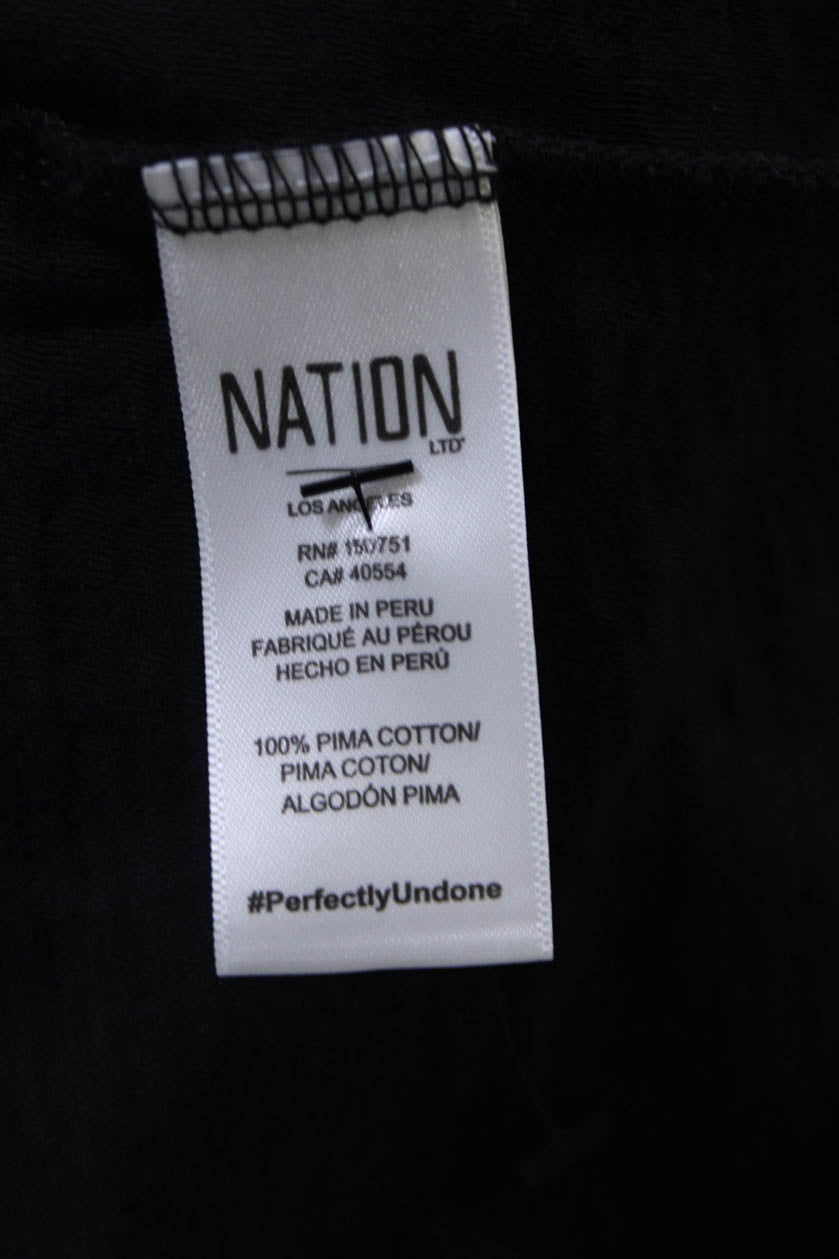 NATION
LTD
LOS ANGELES
RN# 150751
CA# 40554
MADE IN PERU
FABRIQUÉ AU PÉROU
HECHO EN PERÚ
100% PIMA COTTON/
PIMA COTON/
ALGODÓN PIMA
#PerfectlyUndone